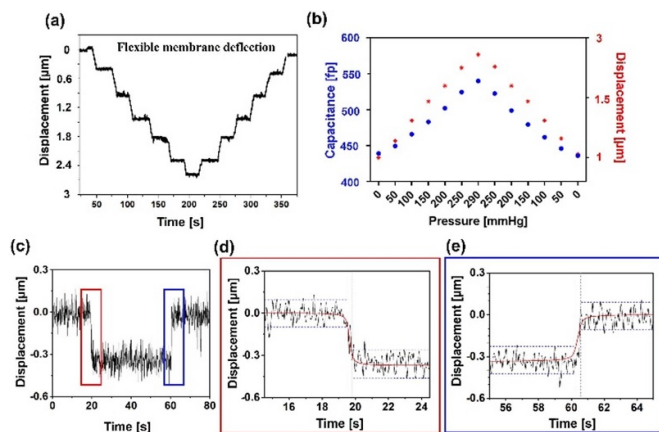 (a)
Flexible membrane deflection
Displacement [µm]
0
0.6
1.2
1.8
2.4
3
50 100 150 200 250 300 350
Time [s]
(b)
Capacitance [fp]
600
550
500
450
400
Displacement [µm]
3
1.5
1
0 50 100 150 200 250 290 250 200 150 100 50 0
Pressure [mmHg]
(c)
Displacement [µm]
0.3
0.0
-0.3
-0.6
0 20 40 60 80
Time [s]
(d)
Displacement [µm]
0.3
0.0
-0.3
-0.6
16 18 20 22 24
Time [s]
(e)
Displacement [µm]
0.3
0.0
-0.3
-0.6
56 58 60 62 64
Time [s]